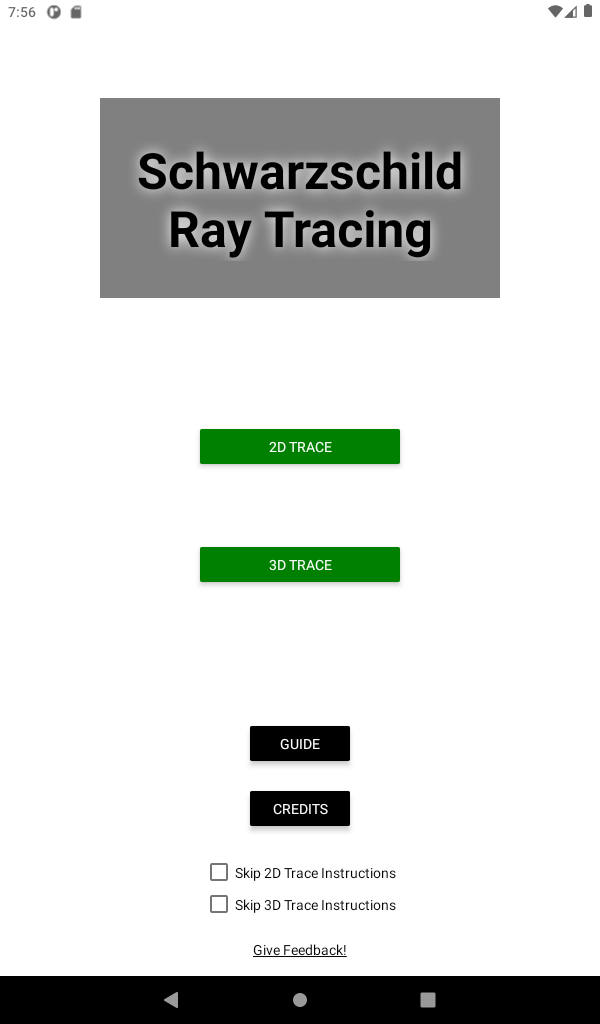 7:56
Schwarzschild
Ray Tracing
2D TRACE
3D TRACE
GUIDE
CREDITS
Skip 2D Trace Instructions
Skip 3D Trace Instructions
Give Feedback!